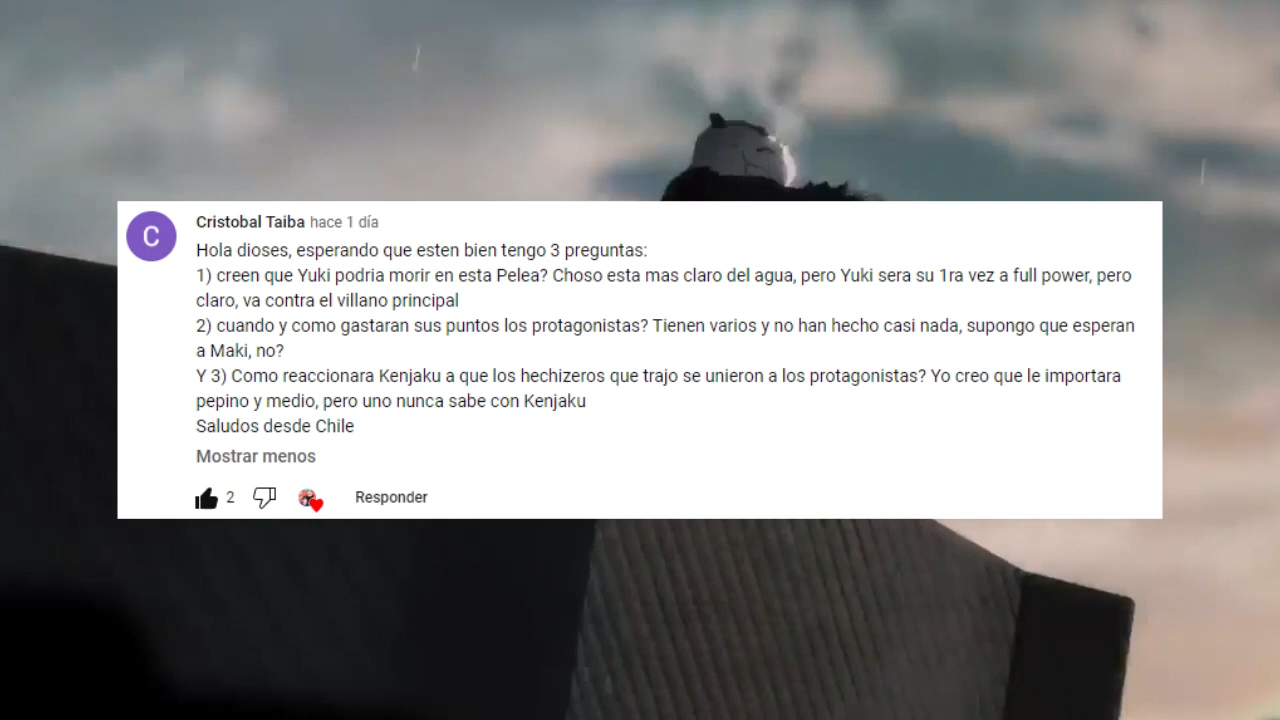 C
Cristobal Taiba hace 1 día
Hola dioses, esperando que esten bien tengo 3 preguntas:
1) creen que Yuki podria morir en esta Pelea? Choso esta mas claro del agua, pero Yuki sera su 1ra vez a full power, pero
claro, va contra el villano principal
2) cuando y como gastaran sus puntos los protagonistas? Tienen varios y no han hecho casi nada, supongo que esperan
a Maki, no?
Y 3) Como reaccionara Kenjaku a que los hechizeros que trajo se unieron a los protagonistas? Yo creo que le importara
pepino y medio, pero uno nunca sabe con Kenjaku
Saludos desde Chile
Mostrar menos
2
Responder